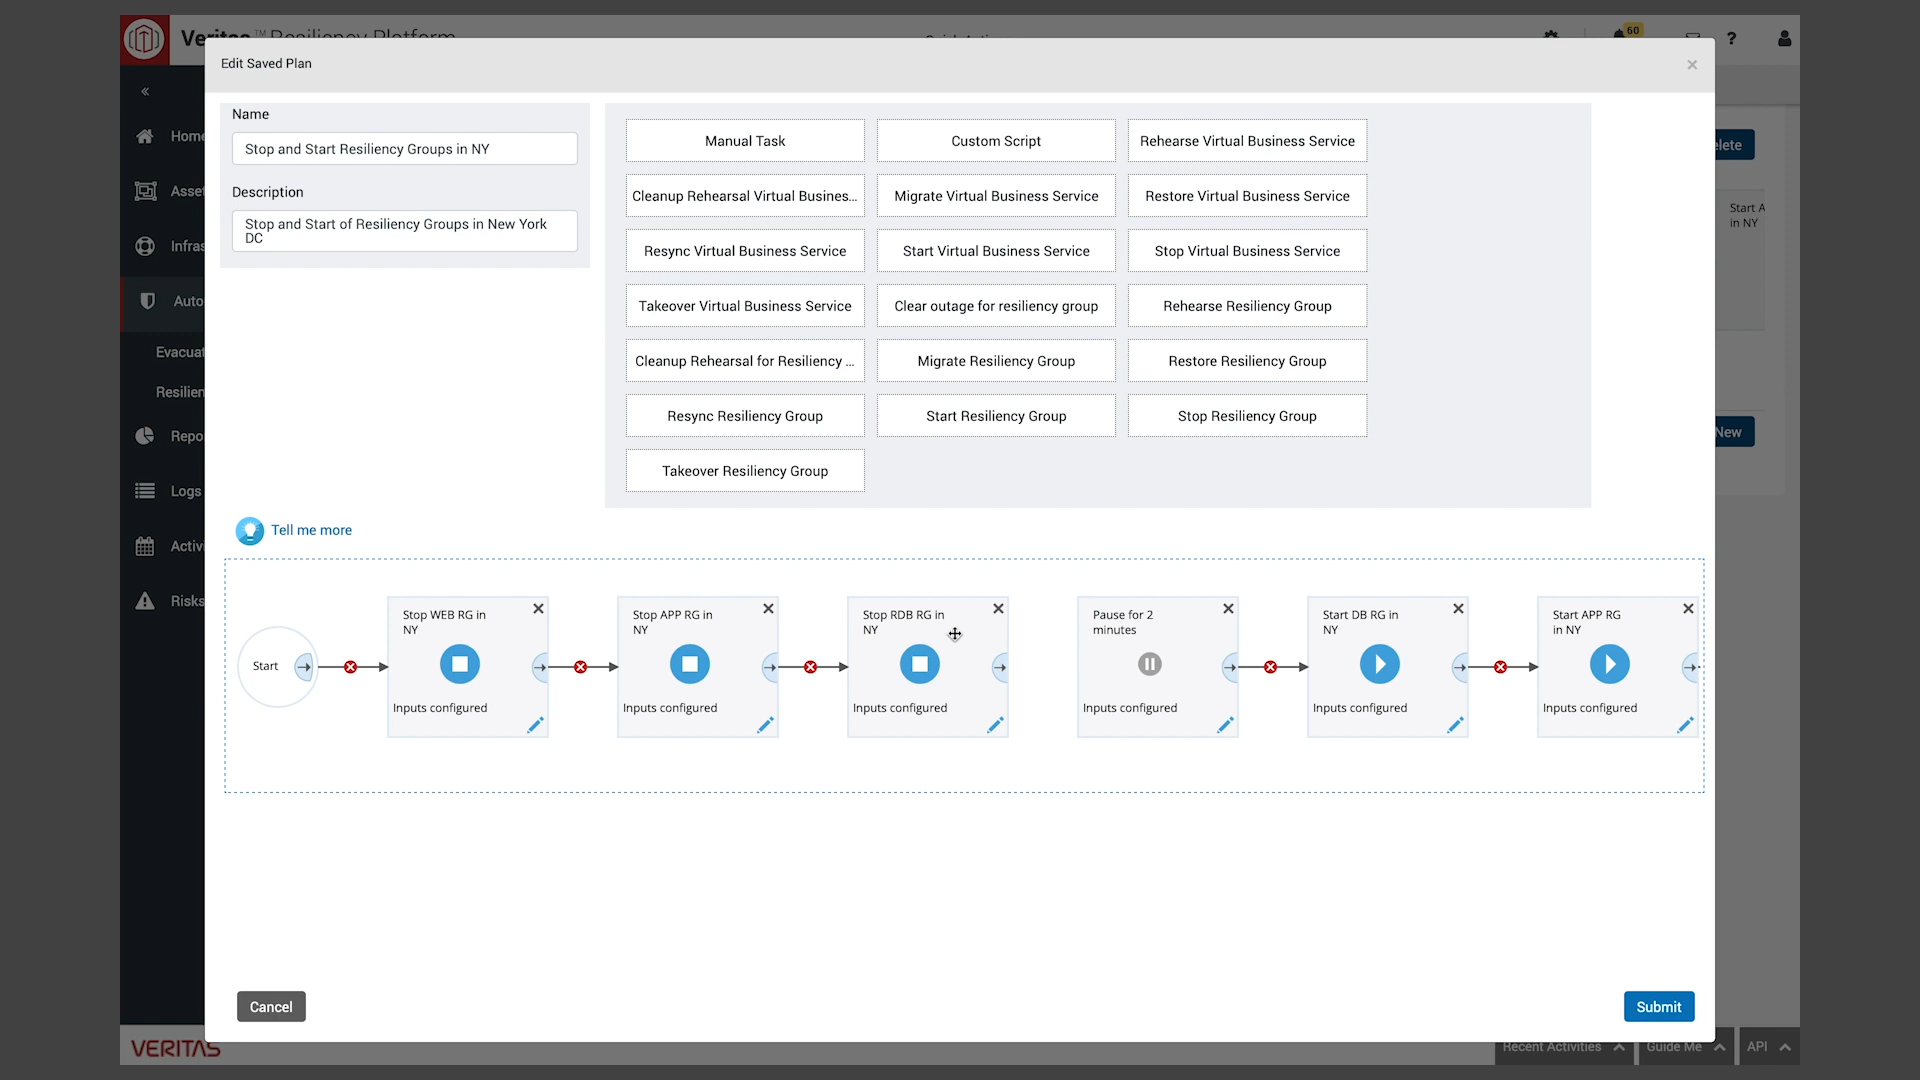 60
Edit Saved Plan
Name
Stop and Start Resiliency Groups in NY
Description
Stop and Start of Resiliency Groups in New York
DC
Manual Task
Custom Script
Rehearse Virtual Business Service
Cleanup Rehearsal Virtual Busines...
Migrate Virtual Business Service
Restore Virtual Business Service
Resync Virtual Business Service
Start Virtual Business Service
Stop Virtual Business Service
Takeover Virtual Business Service
Clear outage for resiliency group
Rehearse Resiliency Group
Cleanup Rehearsal for Resiliency ...
Migrate Resiliency Group
Restore Resiliency Group
Resync Resiliency Group
Start Resiliency Group
Stop Resiliency Group
Takeover Resiliency Group
Home
Asse
Infras
Auto
Evacuat
Resilien
Repo
Logs
Activi
Risks
elete
Start A
in NY
New
Tell me more
Start
Stop WEB RG in
NY
Inputs configured
Stop APP RG in
NY
Inputs configured
Stop RDB RG in
NY
Inputs configured
Pause for 2
minutes
Inputs configured
Start DB RG in
NY
Inputs configured
Start APP RG
in NY
Inputs configured
Cancel
Submit
VERITAS
Recent Activities
Guide Me
API